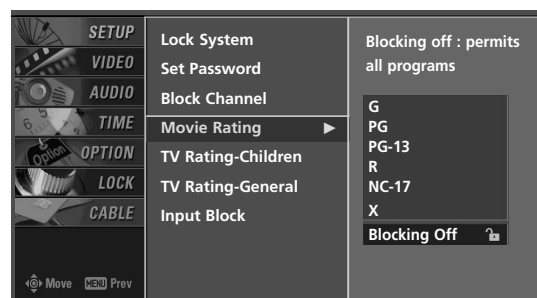 SETUP
VIDEO
AUDIO
TIME
OPTION
LOCK
CABLE
Move MENU Prev
Lock System
Set Password
Block Channel
Movie Rating ►
TV Rating-Children
TV Rating-General
Input Block
Blocking off : permits
all programs
G
PG
PG-13
R
NC-17
X
Blocking Off